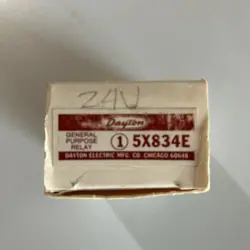 24V
Dayton
GENERAL
PURPOSE
RELAY
1 5X834E
DAYTON ELECTRIC MFG. CO. CHICAGO 60648